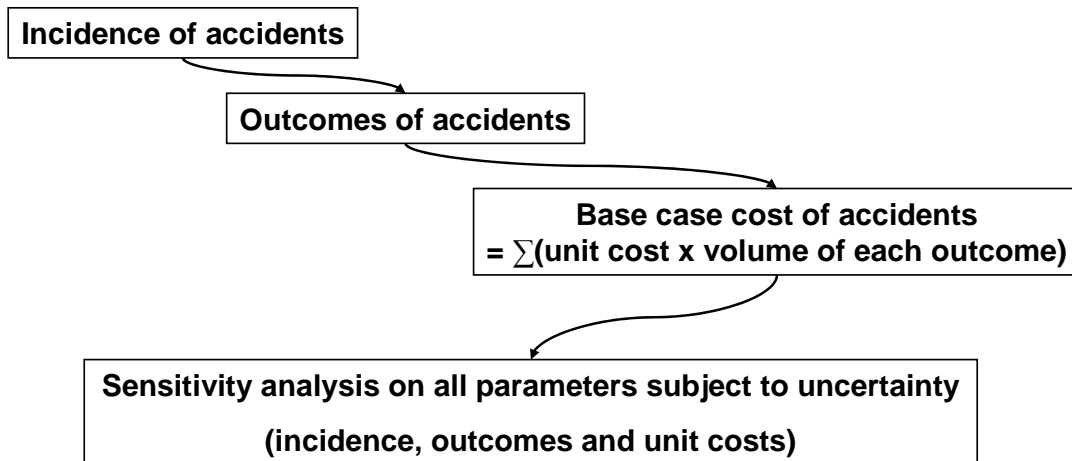 Incidence of accidents
Outcomes of accidents
Base case cost of accidents
= ∑(unit cost x volume of each outcome)
Sensitivity analysis on all parameters subject to uncertainty
(incidence, outcomes and unit costs)